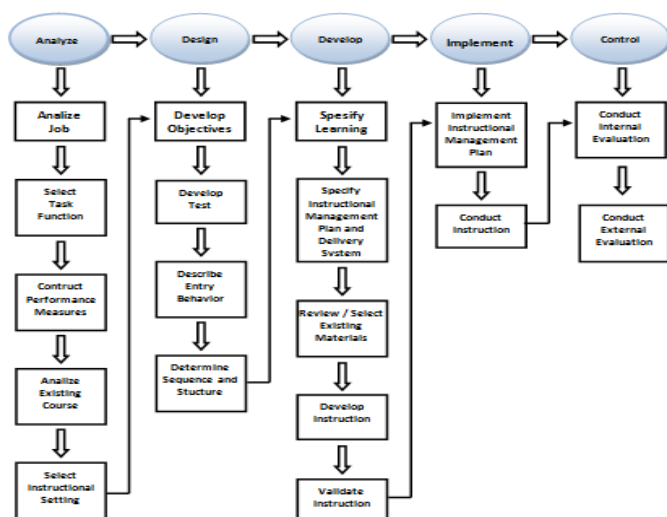 Analyze
Design
Develop
Implement
Control
Analize
Job
Select
Task
Function
Contruct
Performance
Measures
Analize
Existing
Course
Select
Instructional
Setting
Develop
Objectives
Develop
Test
Describe
Entry
Behavior
Determine
Sequence and
Stucture
Spesify
Learning
Specify
Instructional
Management
Plan and
Delivery
System
Review / Select
Existing
Materials
Develop
Instruction
Validate
Instruction
Implement
Instructional
Management
Plan
Conduct
Instruction
Conduct
Internal
Evaluation
Conduct
External
Evaluation